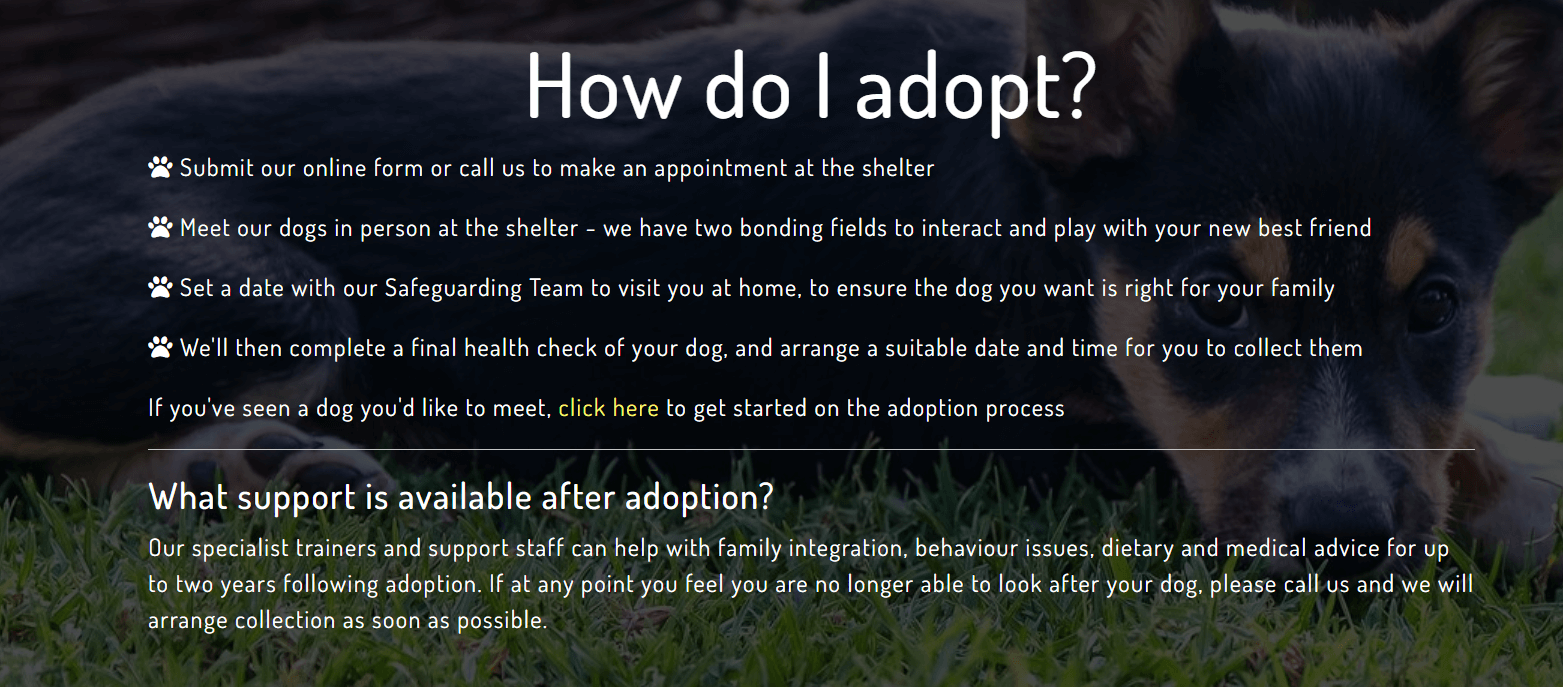 How do I adopt?
Submit our online form or call us to make an appointment at the shelter
Meet our dogs in person at the shelter - we have two bonding fields to interact and play with your new best friend
Set a date with our Safeguarding Team to visit you at home, to ensure the dog you want is right for your family
We'll then complete a final health check of your dog, and arrange a suitable date and time for you to collect them
If you've seen a dog you'd like to meet, click here to get started on the adoption process
What support is available after adoption?
Our specialist trainers and support staff can help with family integration, behaviour issues, dietary and medical advice for up
to two years following adoption. If at any point you feel you are no longer able to look after your dog, please call us and we will
arrange collection as soon as possible.